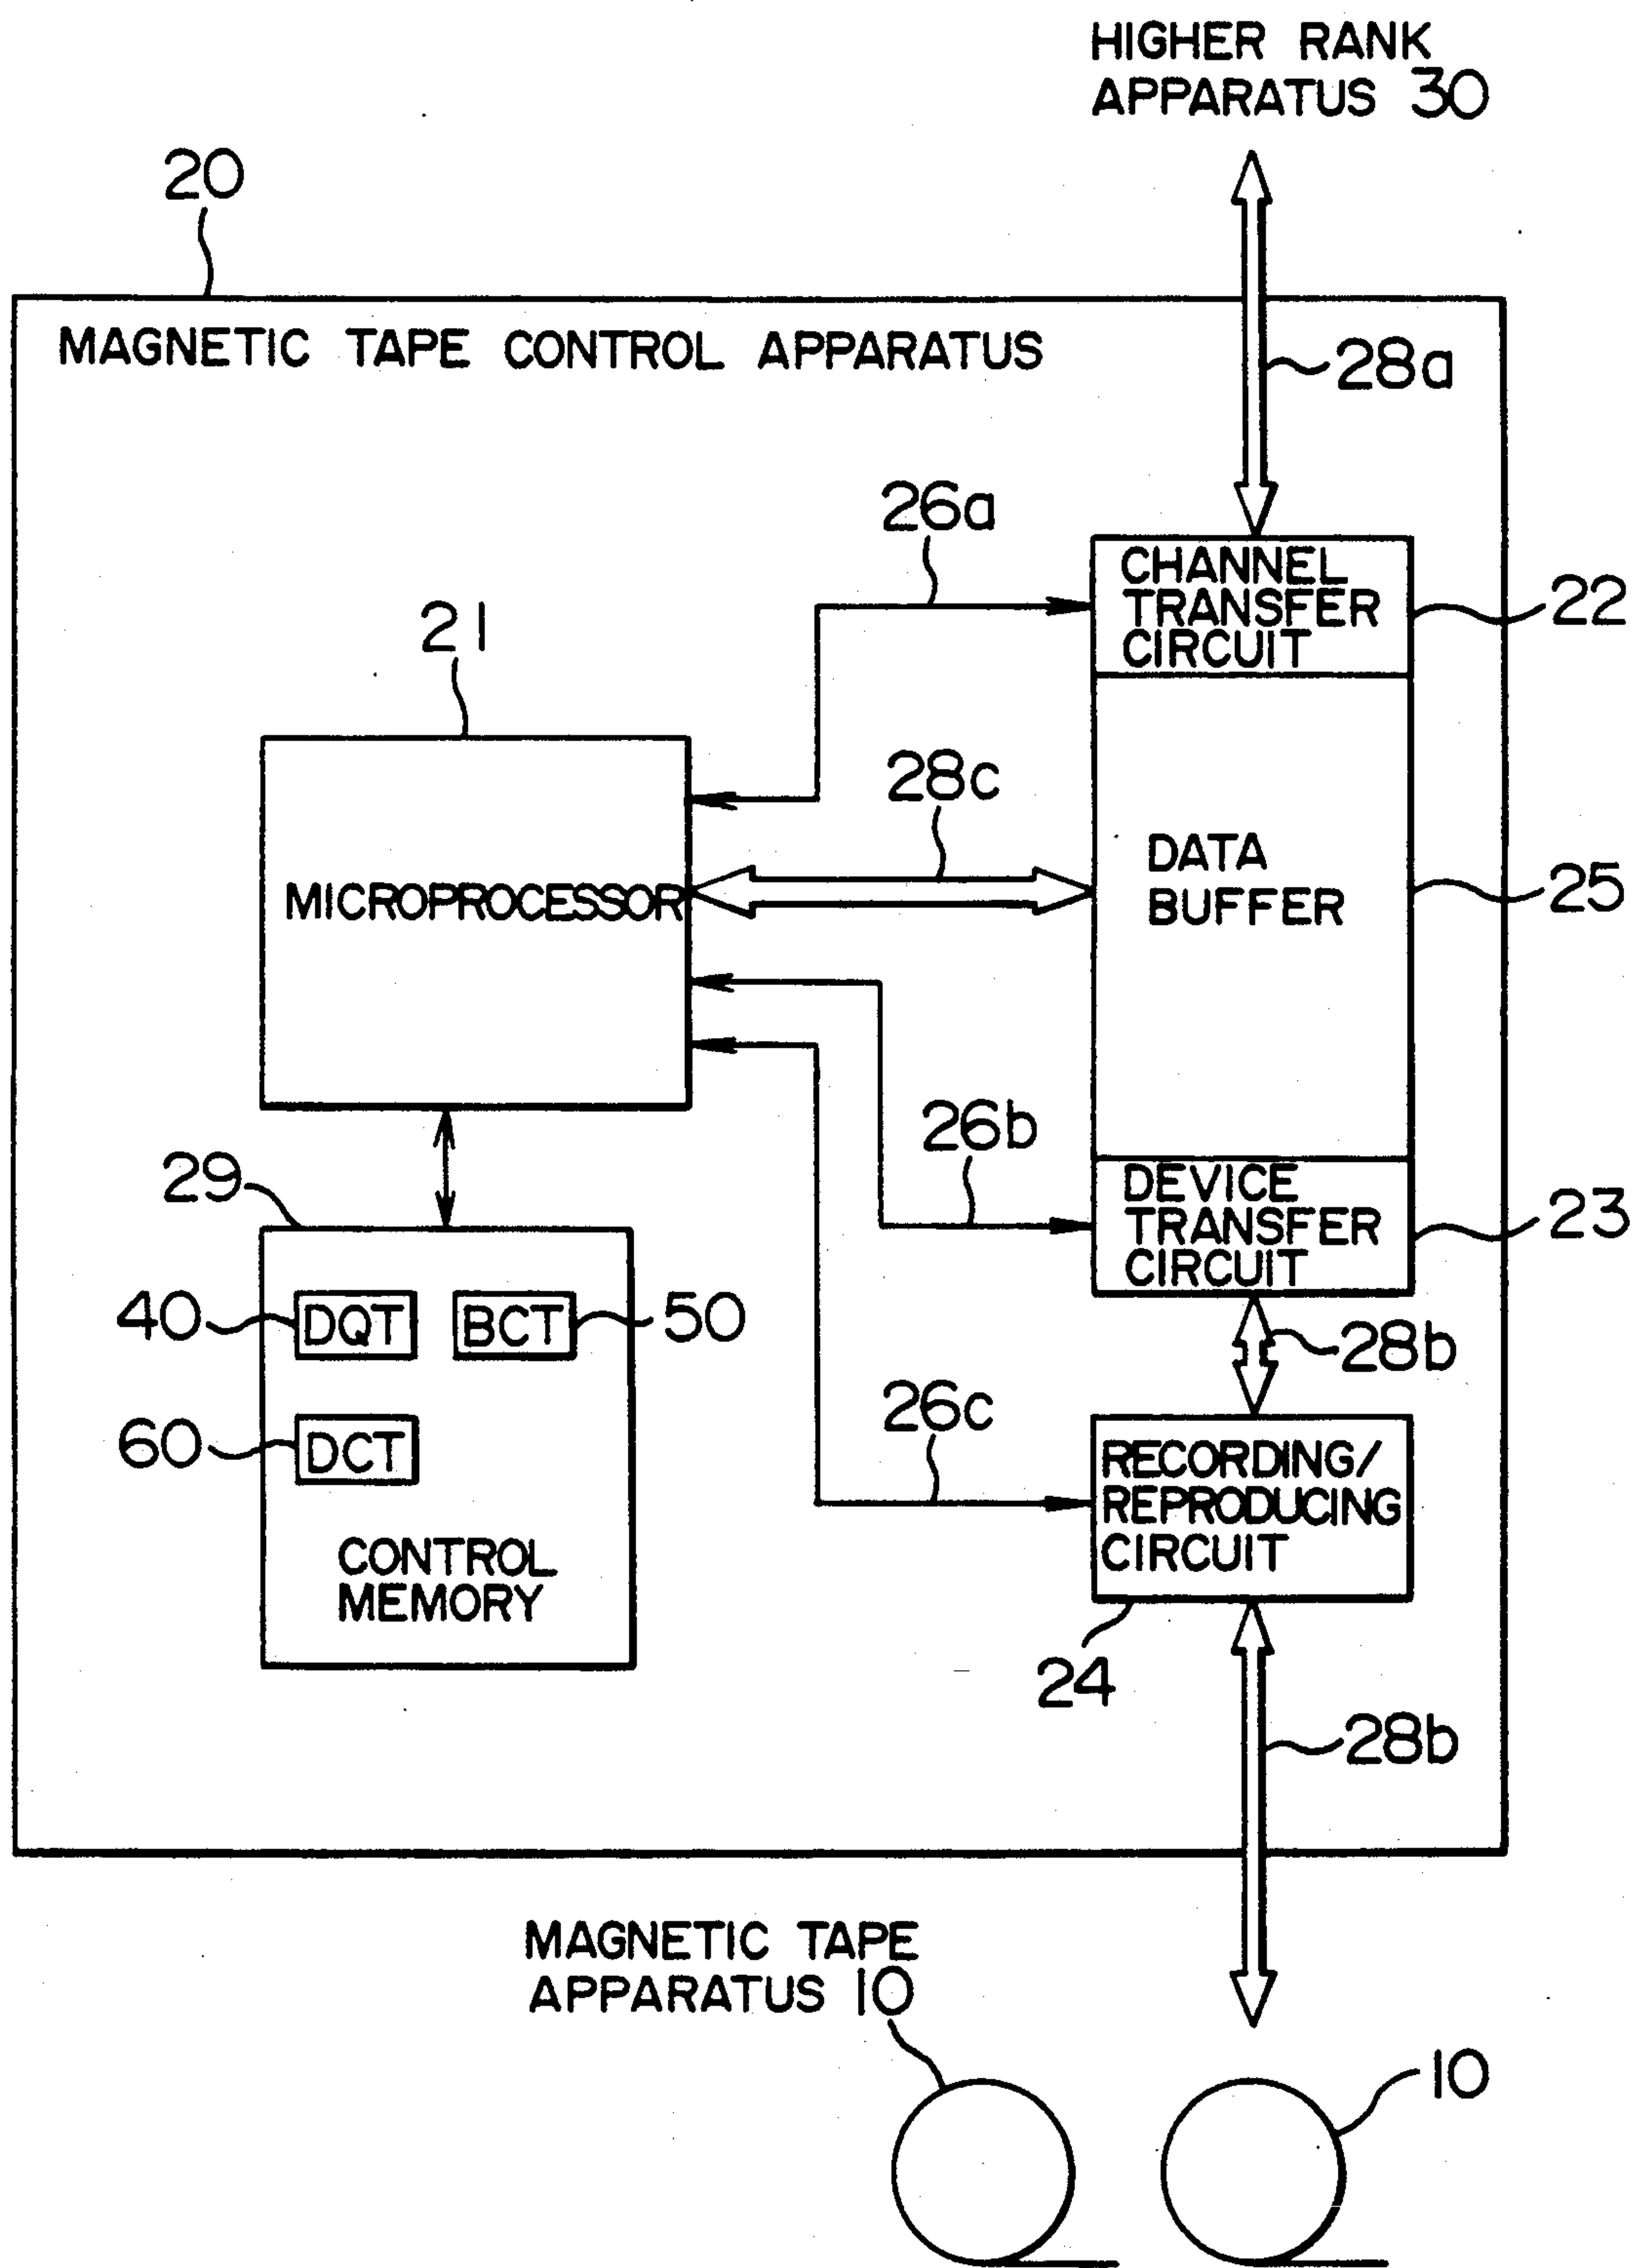 HIGHER RANK
APPARATUS 30
20
MAGNETIC TAPE CONTROL APPARATUS
28a
26a
CHANNEL
TRANSFER
CIRCUIT
22
21
28c
MICROPROCESSOR
DATA
BUFFER
25
26b
29
DEVICE
TRANSFER
CIRCUIT
23
40
DQT
BCT
50
28b
26c
60
DCT
RECORDING/
REPRODUCING
CIRCUIT
CONTROL
MEMORY
24
28b
MAGNETIC TAPE
APPARATUS 10
10